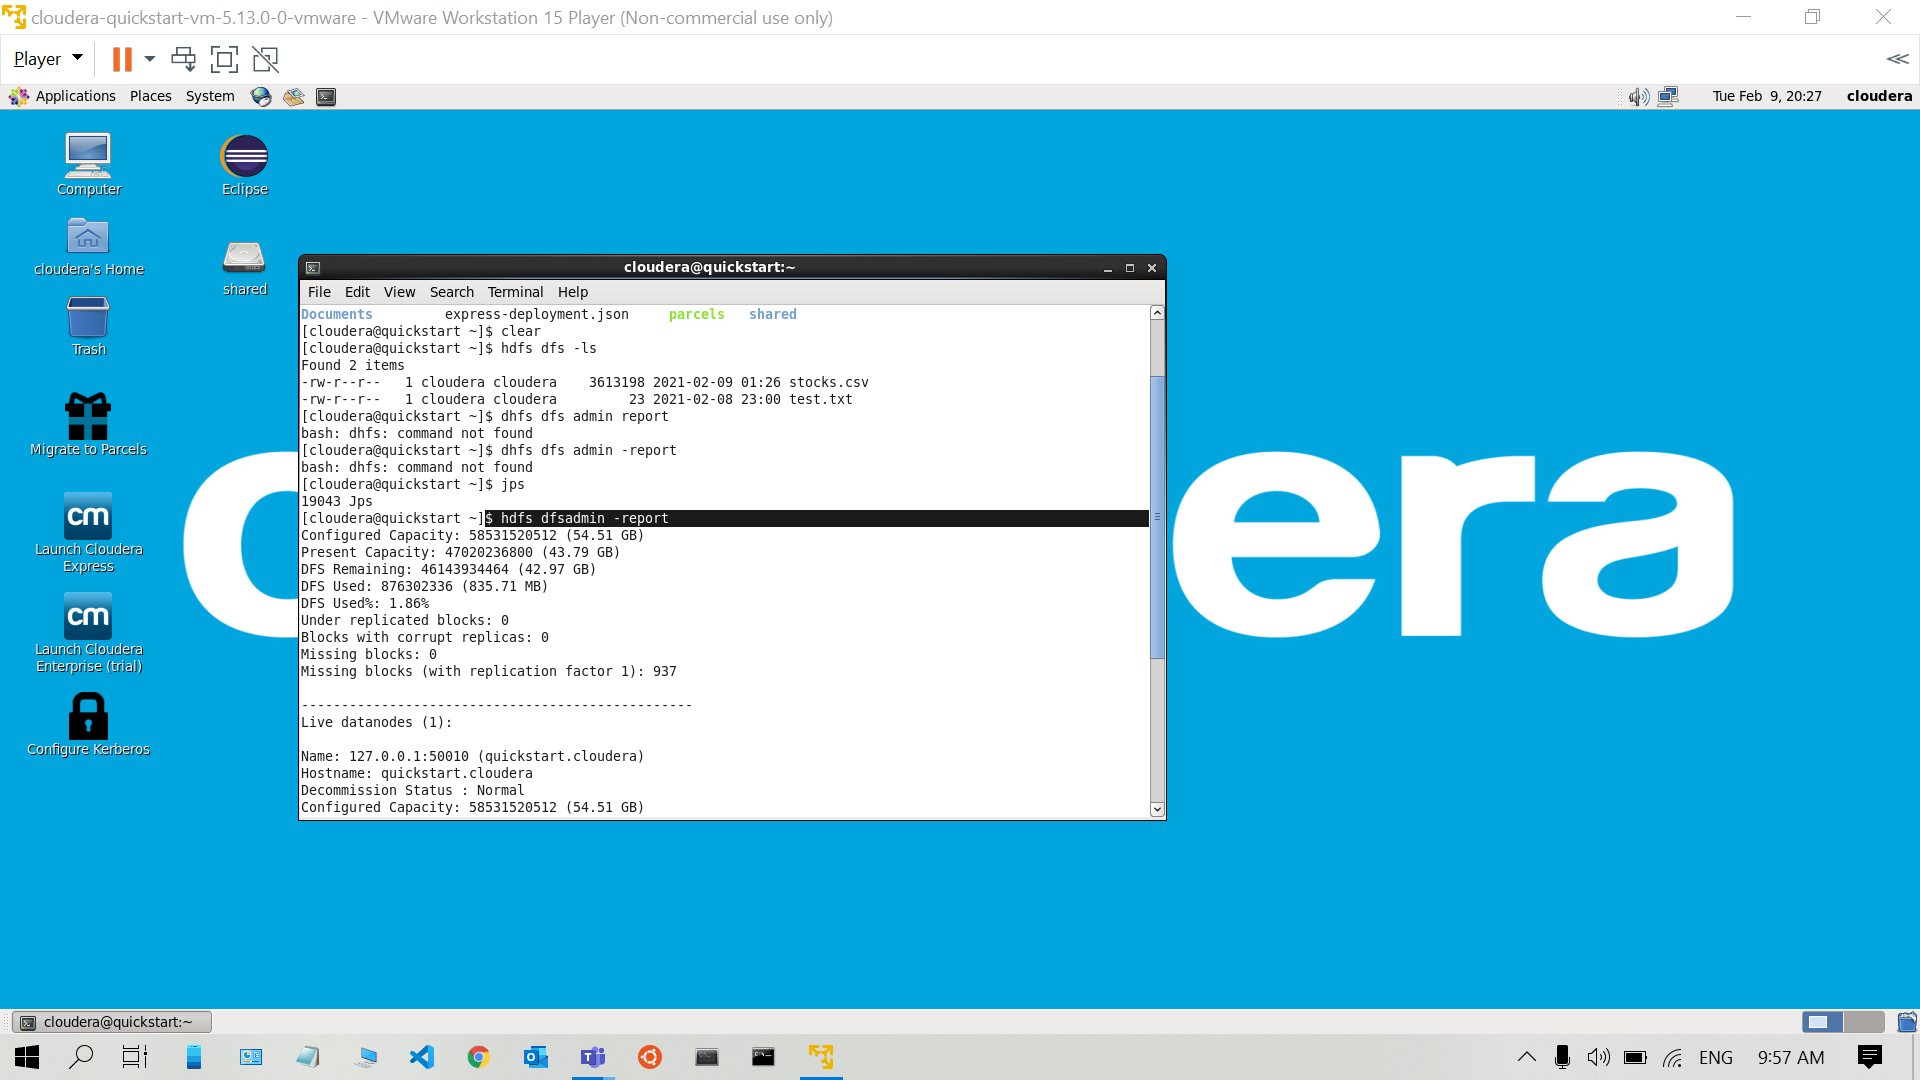 cloudera-quickstart-vm-5.13.0-0-vmware - VMware Workstation 15 Player (Non-commercial use only)
Player
Applications Places System
Tue Feb 9, 20:27 cloudera
Computer
Eclipse
cloudera's Home
shared
Trash
Migrate to Parcels
cm
Launch Cloudera
Express
cm
Launch Cloudera
Enterprise (trial)
Configure Kerberos
cloudera@quickstart:~
File Edit View Search Terminal Help
Documents express-deployment.json parcels shared
[cloudera@quickstart ~]$ clear
[cloudera@quickstart ~]$ hdfs dfs -ls
Found 2 items
-rw-r--r-- 1 cloudera cloudera 3613198 2021-02-09 01:26 stocks.csv
-rw-r--r-- 1 cloudera cloudera 23 2021-02-08 23:00 test.txt
[cloudera@quickstart ~]$ dhfs dfs admin report
bash: dhfs: command not found
[cloudera@quickstart ~]$ dhfs dfs admin -report
bash: dhfs: command not found
[cloudera@quickstart ~]$ jps
19043 Jps
[cloudera@quickstart ~]$ hdfs dfsadmin -report
Configured Capacity: 58531520512 (54.51 GB)
Present Capacity: 47020236800 (43.79 GB)
DFS Remaining: 46143934464 (42.97 GB)
DFS Used: 876302336 (835.71 MB)
DFS Used%: 1.86%
Under replicated blocks: 0
Blocks with corrupt replicas: 0
Missing blocks: 0
Missing blocks (with replication factor 1): 937
-------------------------------------------------
Live datanodes (1):
Name: 127.0.0.1:50010 (quickstart.cloudera)
Hostname: quickstart.cloudera
Decommission Status : Normal
Configured Capacity: 58531520512 (54.51 GB)
era
cloudera@quickstart:~
ENG 9:57 AM